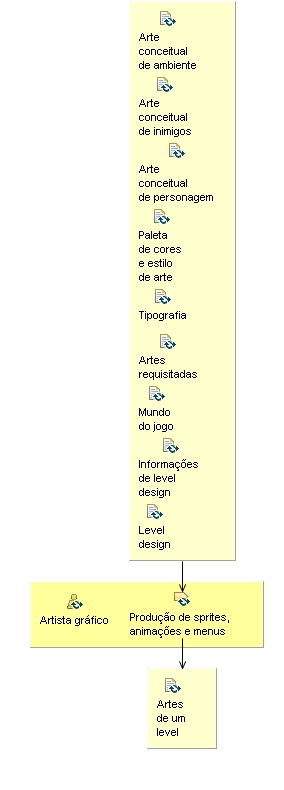 Arte
conceitual
de ambiente
Arte
conceitual
de inimigos
Arte
conceitual
de personagem
Paleta
de cores
e estilo
de arte
Tipografia
Artes
requisitadas
Mundo
do jogo
Informações
de level
design
Level
design
Artista gráfico
Produção de sprites,
animações e menus
Artes
de um
level